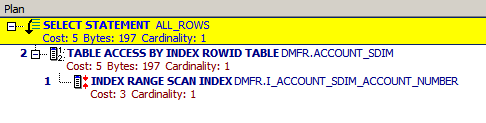 Plan
SELECT STATEMENT ALL_ROWS
Cost: 5 Bytes: 197 Cardinality: 1
2 TABLE ACCESS BY INDEX ROWID TABLE DMFR.ACCOUNT_SDIM
Cost: 5 Bytes: 197 Cardinality: 1
1 INDEX RANGE SCAN INDEX DMFR.I_ACCOUNT_SDIM_ACCOUNT_NUMBER
Cost: 3 Cardinality: 1